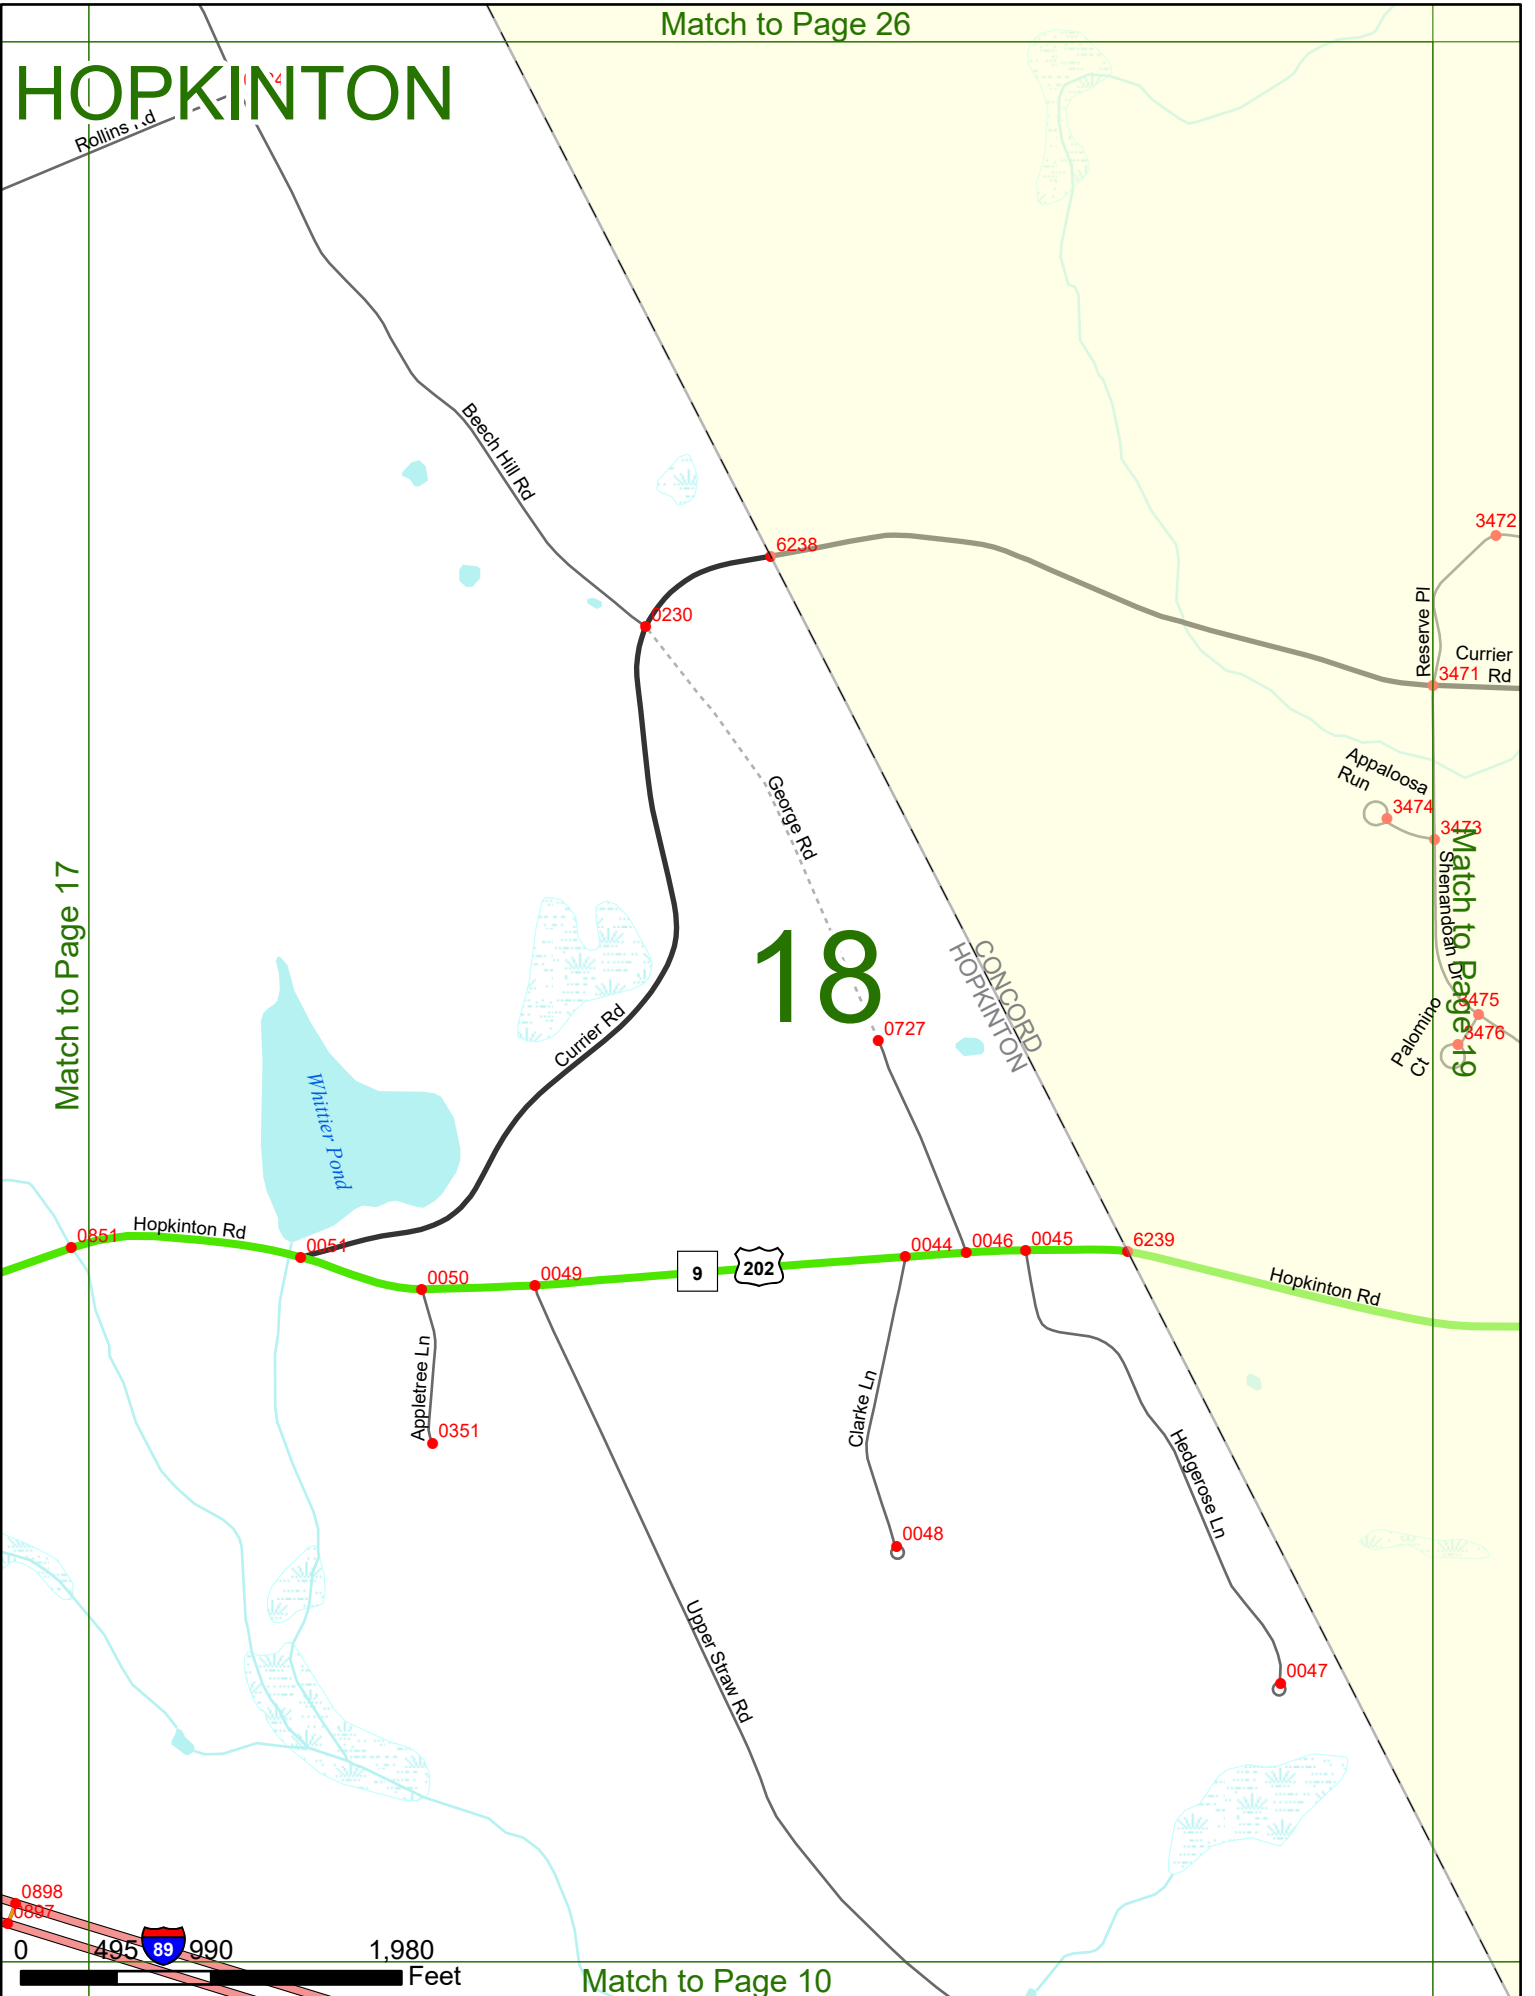 Match to Page 26
HOPKINTON
Rollins Rd
Beech Hill Rd
6238
3472
0230
Reserve Pl
Currier
Rd
3471
Appaloosa
Run
3474
3473
George Rd
Shenandoah Dr
Match to Page 17
Match to Page 19
18
CONCORD
HOPKINTON
3475
3476
Palomino
Ct
Currier Rd
0727
Whittier Pond
0851
Hopkinton Rd
0051
0050
0049
9
202
0044
0046
0045
6239
Hopkinton Rd
Appletree Ln
0351
Clarke Ln
0048
Hedgerose Ln
Upper Straw Rd
0047
0898
0897
0 495 990 1,980
89
Feet
Match to Page 10